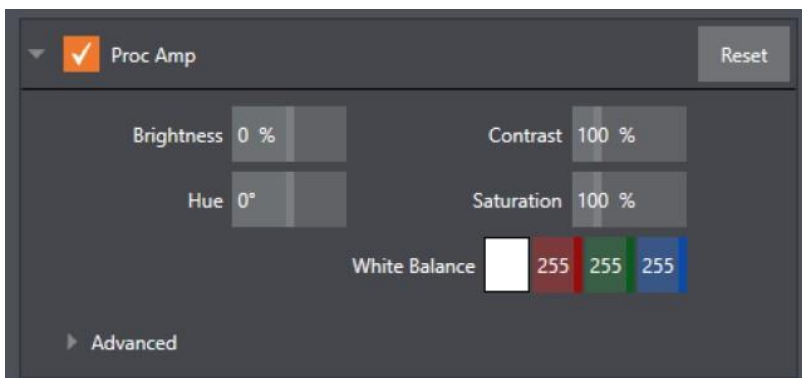 Proc Amp Reset
Brightness 0 % Contrast 100 %
Hue 0° Saturation 100 %
White Balance 255 255 255
Advanced